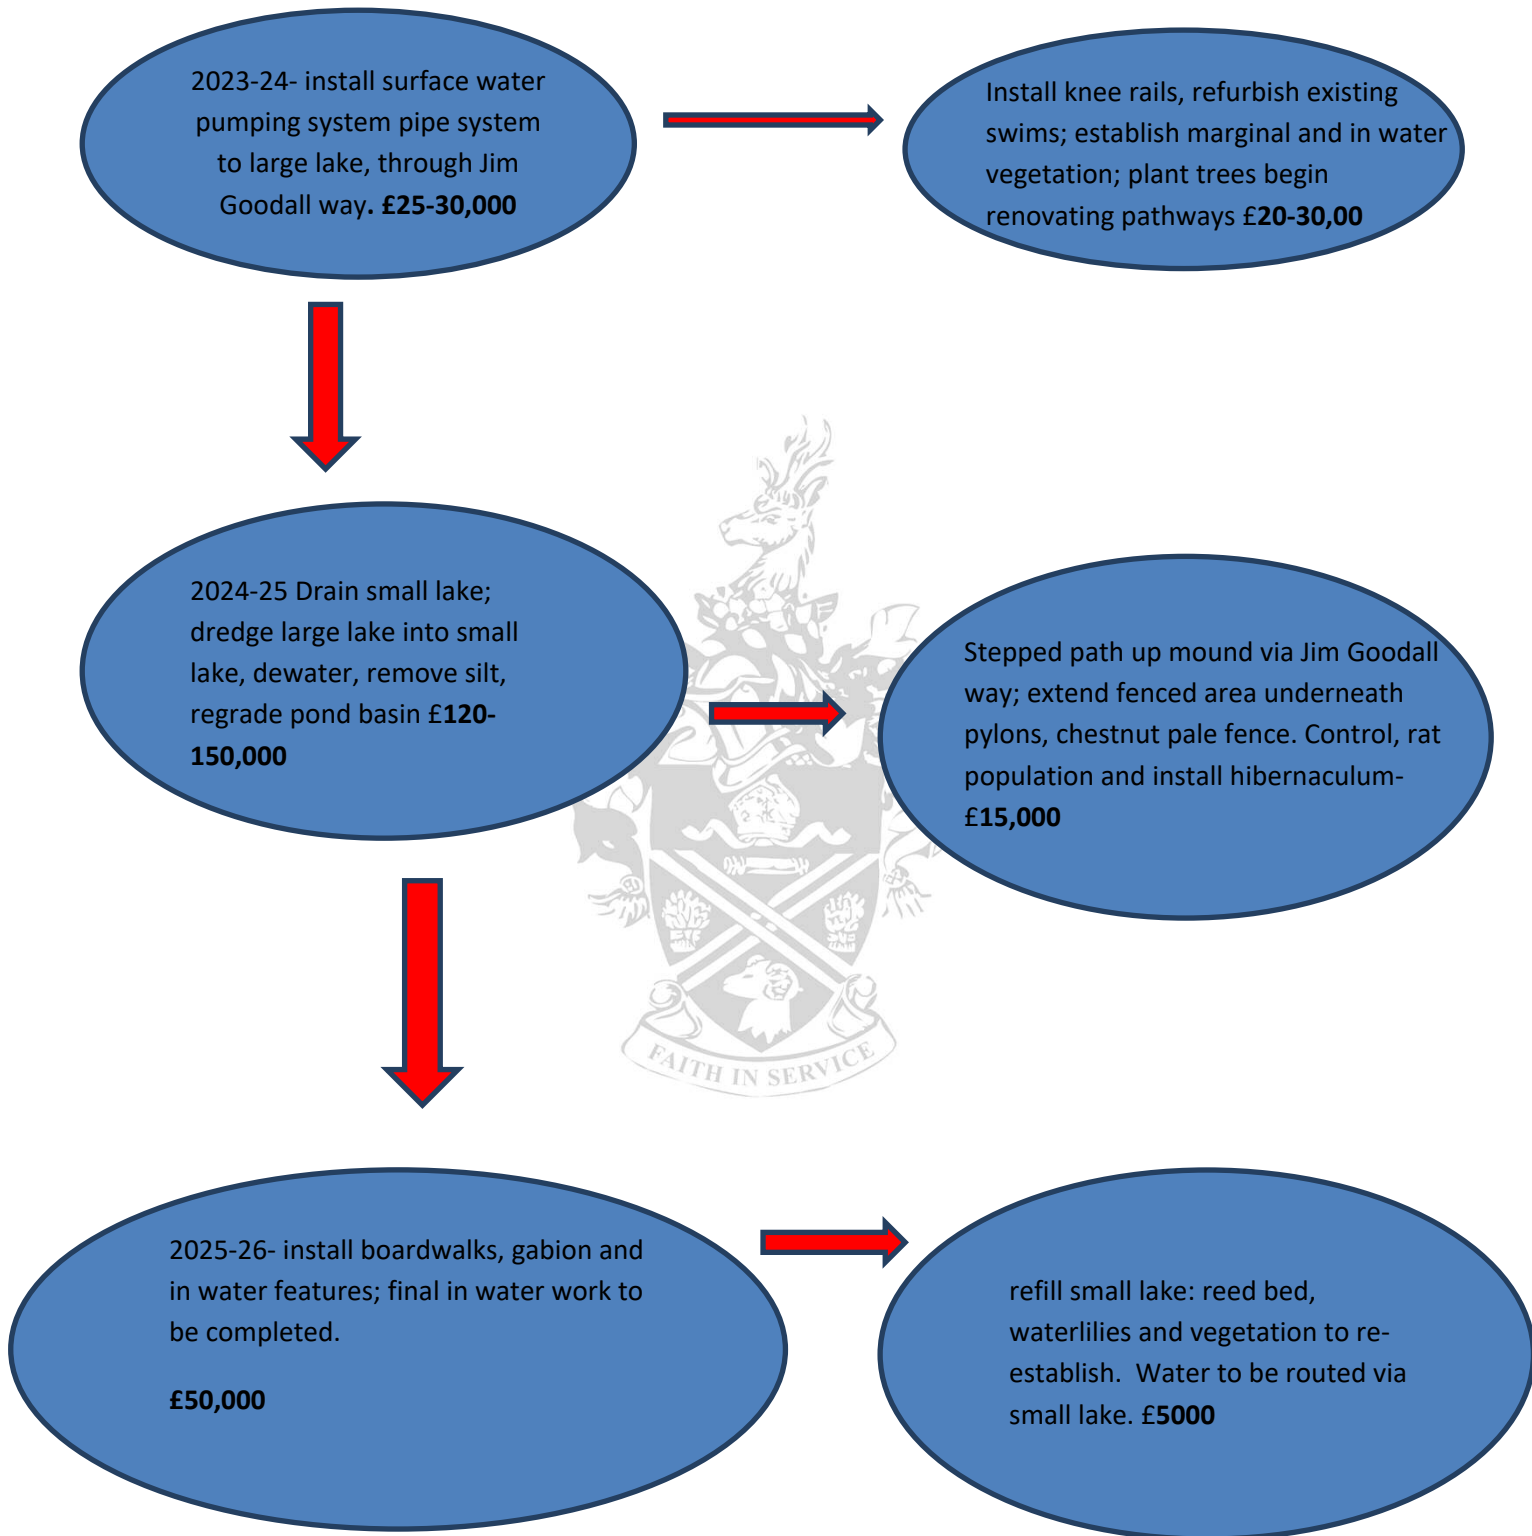 2023-24- install surface water
pumping system pipe system
to large lake, through Jim
Goodall way. £25-30,000
Install knee rails, refurbish existing
swims; establish marginal and in water
vegetation; plant trees begin
renovating pathways £20-30,00
2024-25 Drain small lake;
dredge large lake into small
lake, dewater, remove silt,
regrade pond basin £120-
150,000
Stepped path up mound via Jim Goodall
way; extend fenced area underneath
pylons, chestnut pale fence. Control, rat
population and install hibernaculum-
£15,000
FAITH IN SERVICE
2025-26- install boardwalks, gabion and
in water features; final in water work to
be completed.
£50,000
refill small lake: reed bed,
waterlilies and vegetation to re-
establish.  Water to be routed via
small lake. £5000